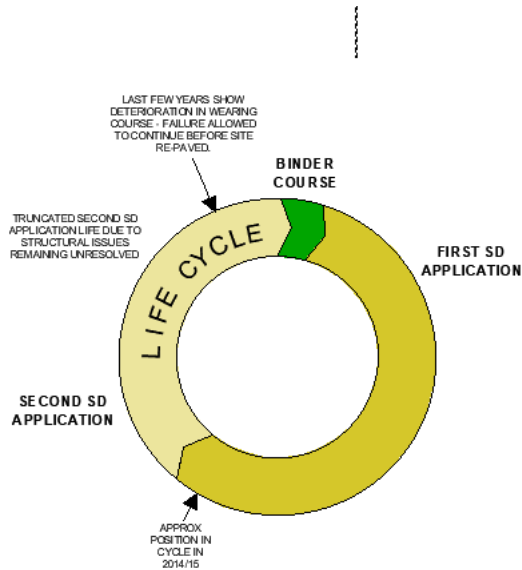 LAST FEW YEARS SHOW
DETERIORATION IN WEARING
COURSE - FAILURE ALLOWED
TO CONTINUE BEFORE SITE
RE-PAVED.
BINDER
COURSE
TRUNCATED SECOND SD
APPLICATION LIFE DUE TO
STRUCTURAL ISSUES
REMAINING UNRESOLVED
LIFE CYCLE
FIRST SD
APPLICATION
SECOND SD
APPLICATION
APPROX
POSITION IN
CYCLE IN
2014/15